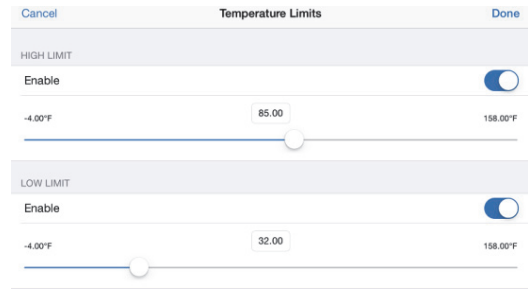 Cancel Temperature Limits Done
HIGH LIMIT
Enable
-4.00°F 85.00 158.00°F
LOW LIMIT
Enable
-4.00°F 32.00 158.00°F